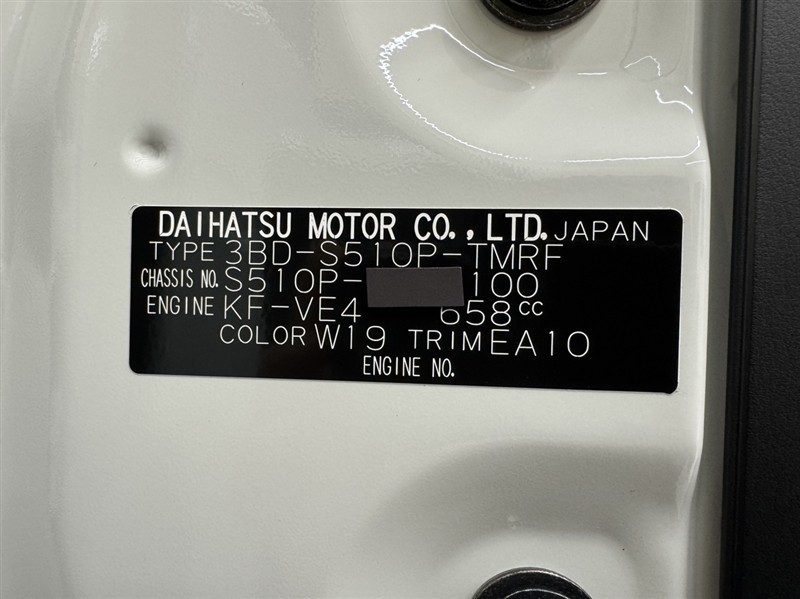 DAIHATSU MOTOR CO., LTD. JAPAN
TYPE 3BD-S510P-TMRF
CHASSIS NO. S510P- 100
ENGINE KF-VE4 658cc
COLOR W19 TRIM EA10
ENGINE NO.